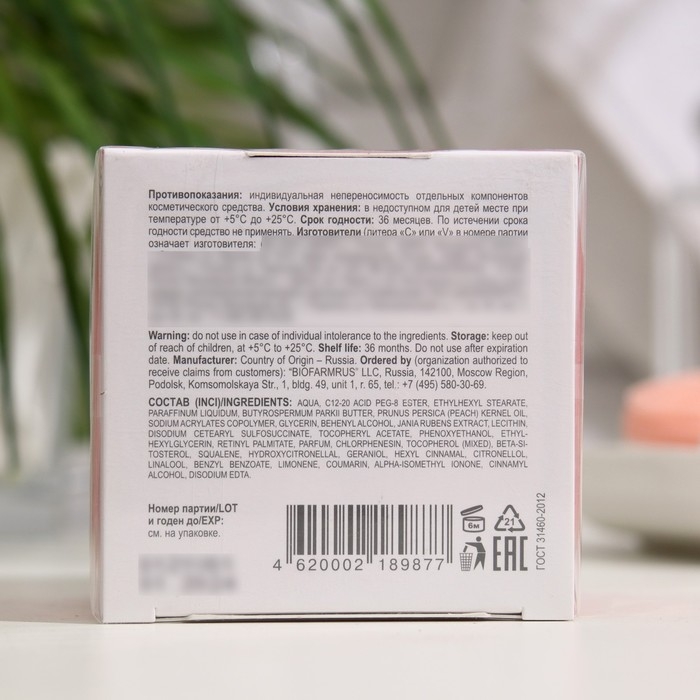 Противопоказания: индивидуальная непереносимость отдельных компонентов
косметического средства. Условия хранения: в недоступном для детей месте при
температуре от +5°С до +25°С. Срок годности: 36 месяцев. По истечении срока
годности средство не применять. Изготовители (литера «С» или «V» в номере партии
означает изготовителя:
Warning: do not use in case of individual intolerance to the ingredients. Storage: keep out
of reach of children, at +5°C to +25°C. Shelf life: 36 months. Do not use after expiration
date. Manufacturer: Country of Origin – Russia. Ordered by (organization authorized to
receive claims from customers): "BIOFARMRUS" LLC, Russia, 142100, Moscow Region,
Podolsk, Komsomolskaya Str., 1, bldg. 49, unit 1, r. 65, tel.: +7 (495) 580-30-69.
СОСТАВ (INCI)/INGREDIENTS: AQUA, C12-20 ACID PEG-8 ESTER, ETHYLHEXYL STEARATE,
PARAFFINUM LIQUIDUM, BUTYROSPERMUM PARKII BUTTER, PRUNUS PERSICA (PEACH) KERNEL OIL,
SODIUM ACRYLATES COPOLYMER, GLYCERIN, BEHENYL ALCOHOL, JANIA RUBENS EXTRACT, LECITHIN,
DISODIUM CETEARYL SULFOSUCCINATE, TOCOPHERYL ACETATE, PHENOXYETHANOL, ETHYL-
HEXYLGLYCERIN, RETINYL PALMITATE, PARFUM, CHLORPHENESIN, TOCOPHEROL (MIXED), BETA-SI-
TOSTEROL, SQUALENE, HYDROXYCITRONELLAL, GERANIOL, HEXYL CINNAMAL, CITRONELLOL,
LINALOOL, BENZYL BENZOATE, LIMONENE, COUMARIN, ALPHA-ISOMETHYL IONONE, CINNAMYL
ALCOHOL, DISODIUM EDTA.
Номер партии/LOT
и годен до/EXP:
см. на упаковке.
4 620002 189877
6м
21
EAC
ГОСТ 31460-2012